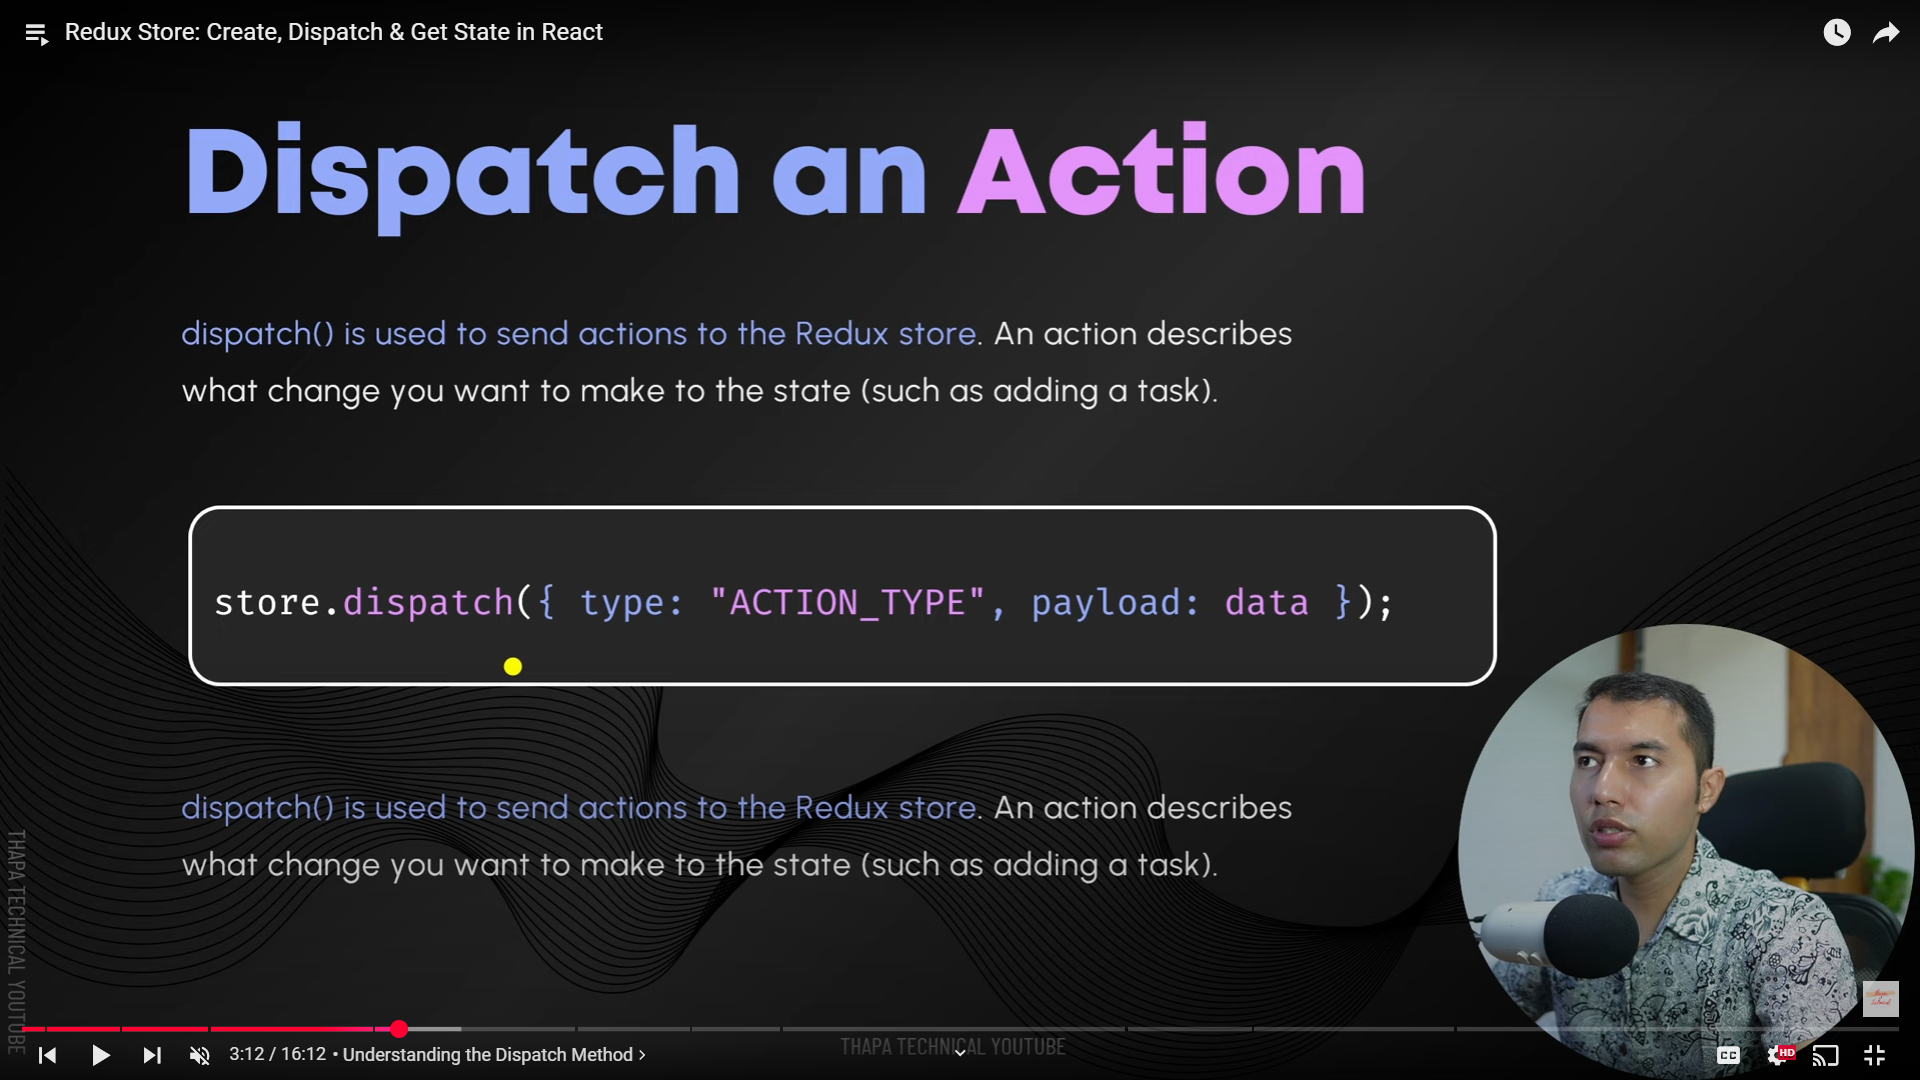 Redux Store: Create, Dispatch & Get State in React
Dispatch an Action
dispatch() is used to send actions to the Redux store. An action describes
what change you want to make to the state (such as adding a task).
store.dispatch({ type: "ACTION_TYPE", payload: data });
dispatch() is used to send actions to the Redux store. An action describes
what change you want to make to the state (such as adding a task).
THAPA TECHNICAL YOUTUBE
3:12 / 16:12 • Understanding the Dispatch Method ›
THAPA TECHNICAL YOUTUBE
CC
HD